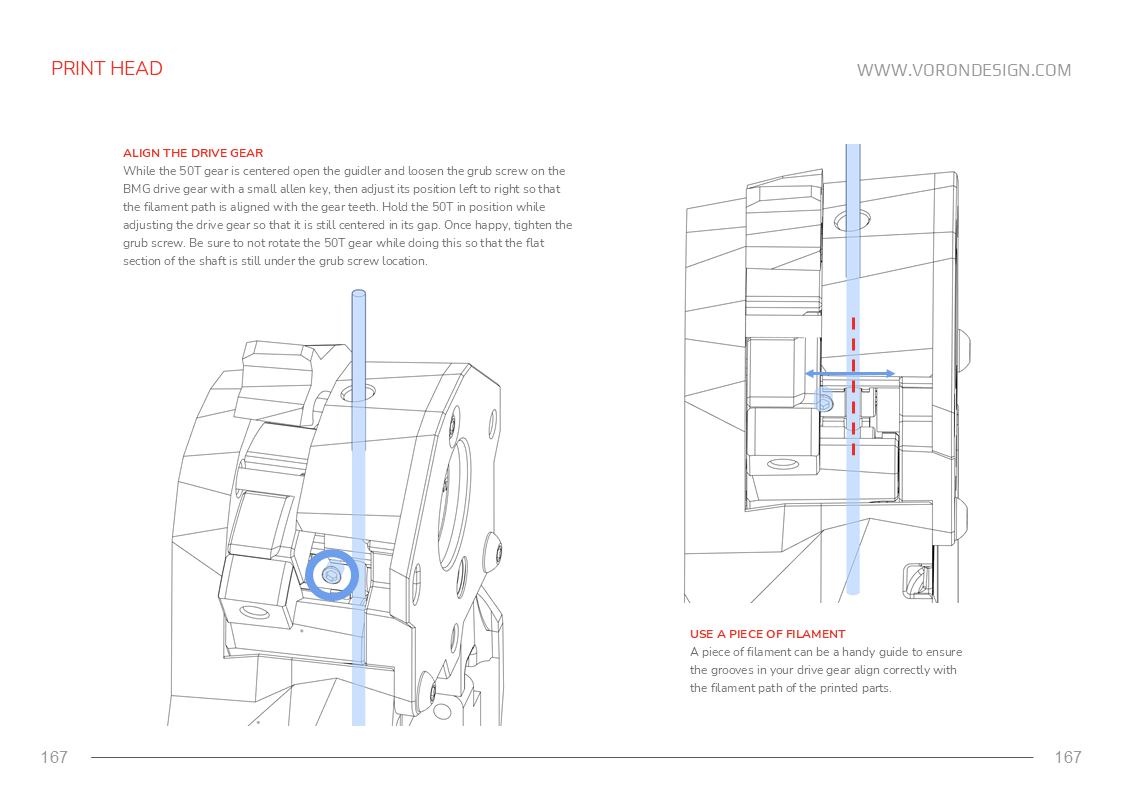 PRINT HEAD
WWW.VORONDESIGN.COM
ALIGN THE DRIVE GEAR
While the 50T gear is centered open the guidler and loosen the grub screw on the
BMG drive gear with a small allen key, then adjust its position left to right so that
the filament path is aligned with the gear teeth. Hold the 50T in position while
adjusting the drive gear so that it is still centered in its gap. Once happy, tighten the
grub screw. Be sure to not rotate the 50T gear while doing this so that the flat
section of the shaft is still under the grub screw location.
USE A PIECE OF FILAMENT
A piece of filament can be a handy guide to ensure
the grooves in your drive gear align correctly with
the filament path of the printed parts.
167
167